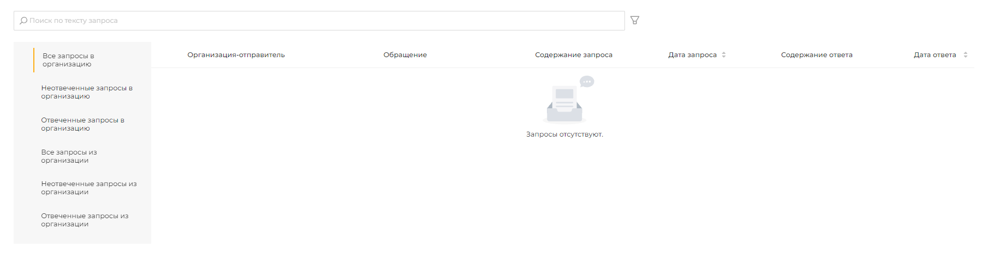 Поиск по тексту запроса
Все запросы в
организацию
Неотвеченные запросы в
организацию
Отвеченные запросы в
организацию
Все запросы из
организации
Неотвеченные запросы из
организации
Отвеченные запросы из
организации
Организация-отправитель Обращение Содержание запроса Дата запроса Содержание ответа Дата ответа
Запросы отсутствуют.